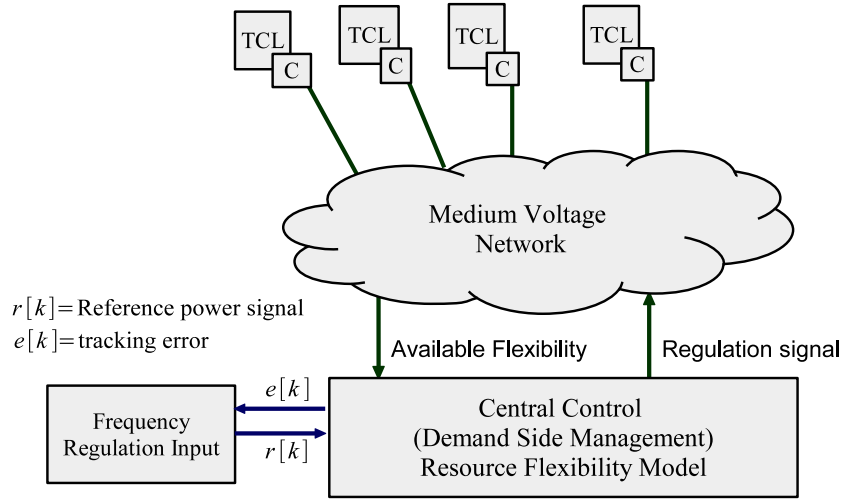 TCL
C
TCL
C
TCL
C
TCL
C
Medium Voltage
Network
r[k]=Reference power signal
e[k]=tracking error
Available Flexibility
Regulation signal
Frequency
Regulation Input
e[k]
r[k]
Central Control
(Demand Side Management)
Resource Flexibility Model